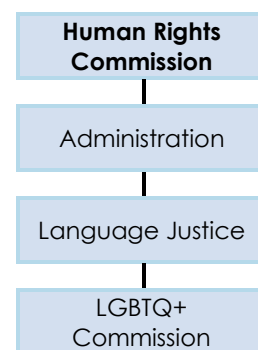 Human Rights
Commission
Administration
Language Justice
LGBTQ+
Commission